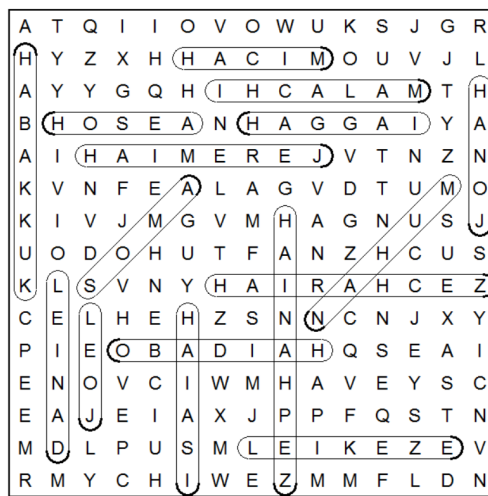 A T Q I I O V O W U K S J G R
H Y Z X H H A C I M O U V J L
A Y Y G Q H I H C A L A M T H
B H O S E A N H A G G A I Y A
A I H A I M E R E J V T N Z N
K V N F E A L A G V D T U M O
K I V J M G V M H A G N U S J
U O D O H U T F A N Z H C U S
K L S V N Y H A I R A H C E Z
C E L H E H Z S N N C N J X Y
P I E O B A D I A H Q S E A I
E N O V C I W M H A V E Y S C
E A J E I A X J P P F Q S T N
M D L P U S M L E I K E Z E V
R M Y C H I W E Z M M F L D N